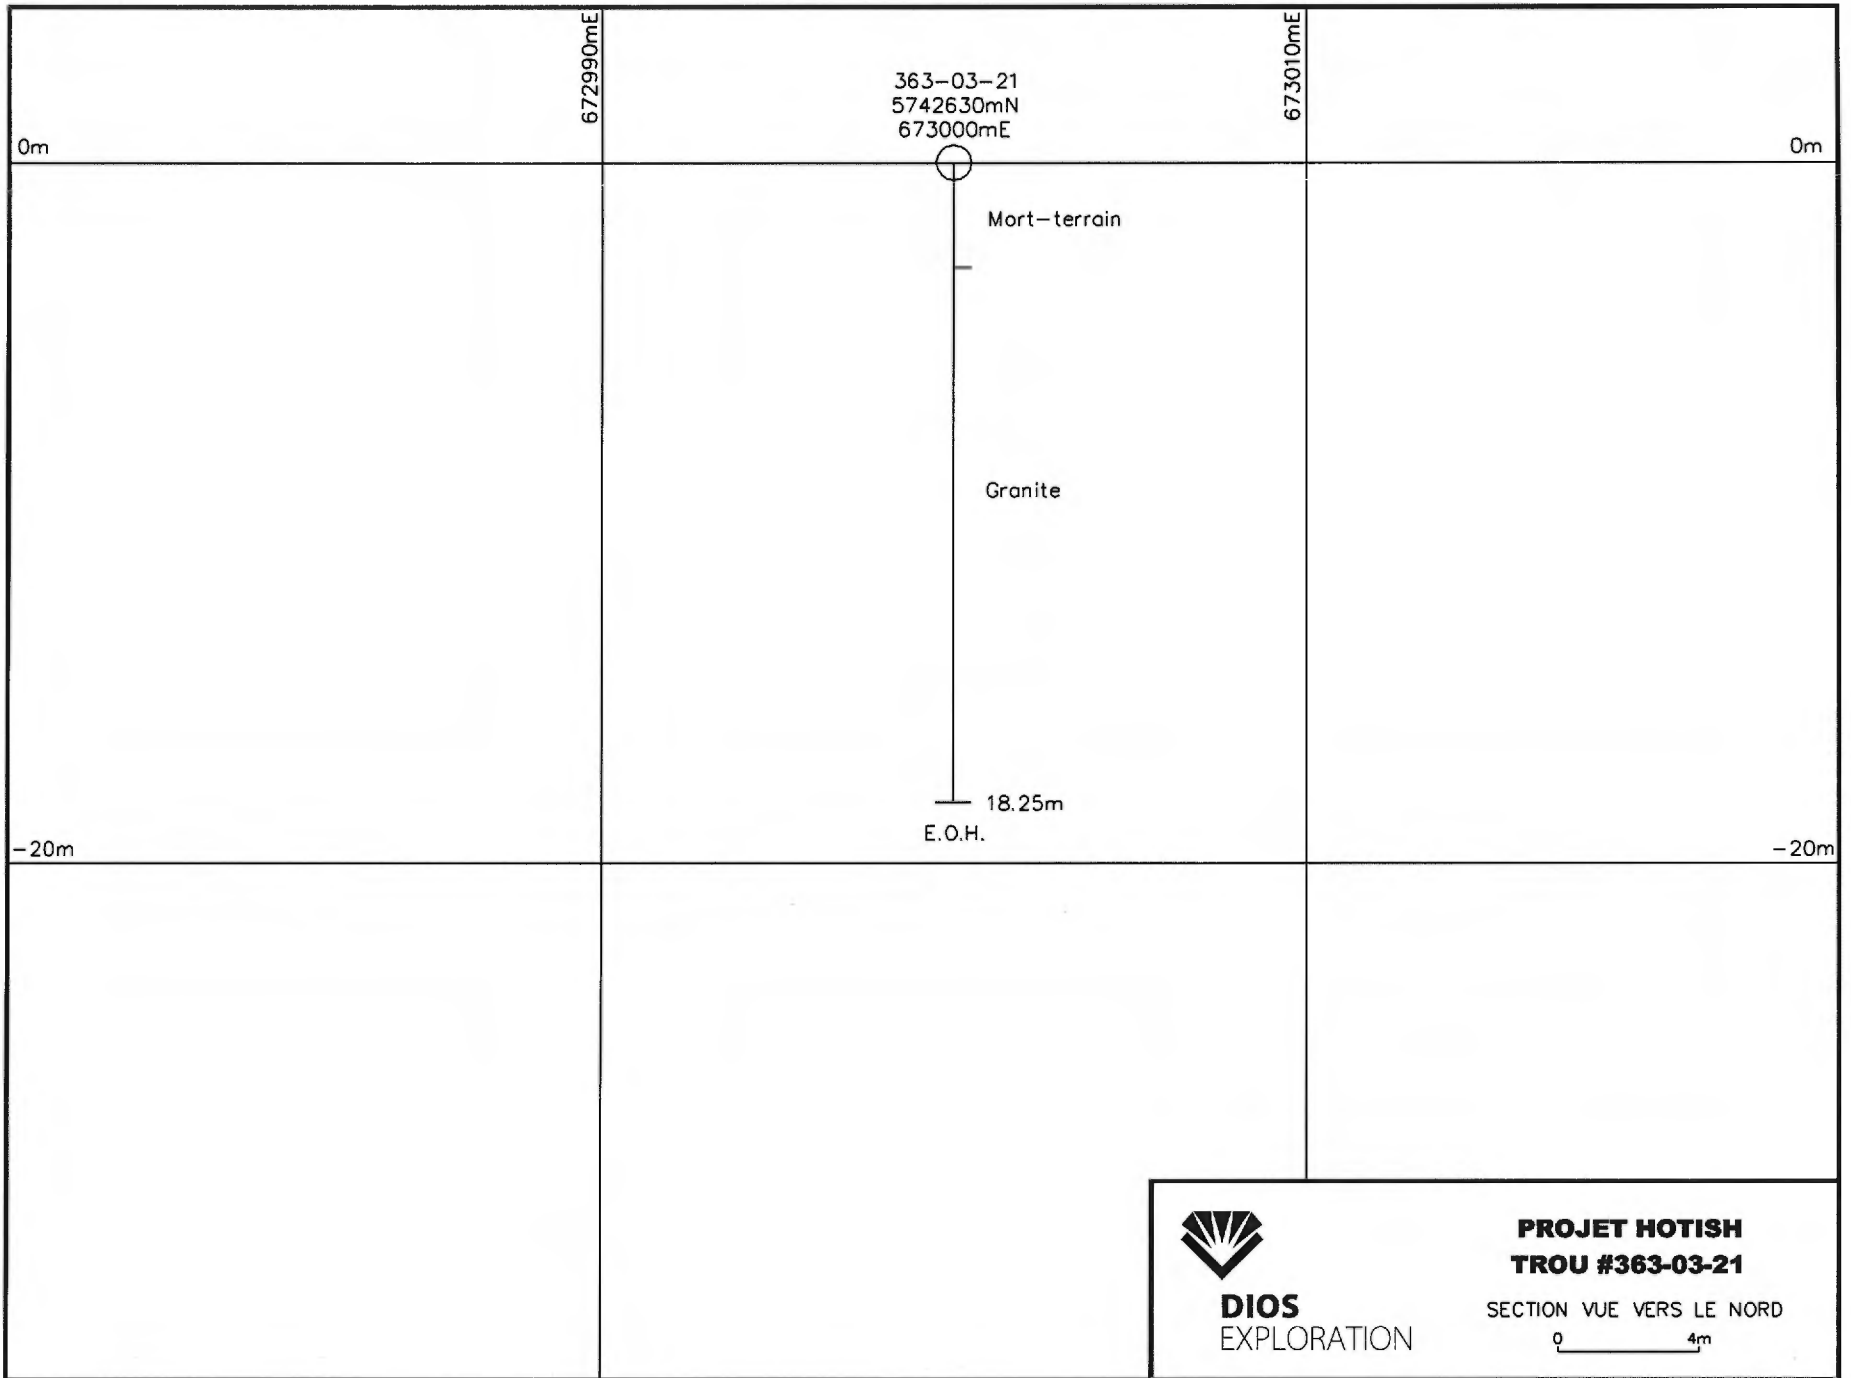 672990mE
673010mE
363-03-21
5742630mN
673000mE
0m
0m
Mort-terrain
Granite
18.25m
E.O.H.
-20m
-20m
PROJET HOTISH
TROU #363-03-21
SECTION VUE VERS LE NORD
0 4m
DIOS
EXPLORATION